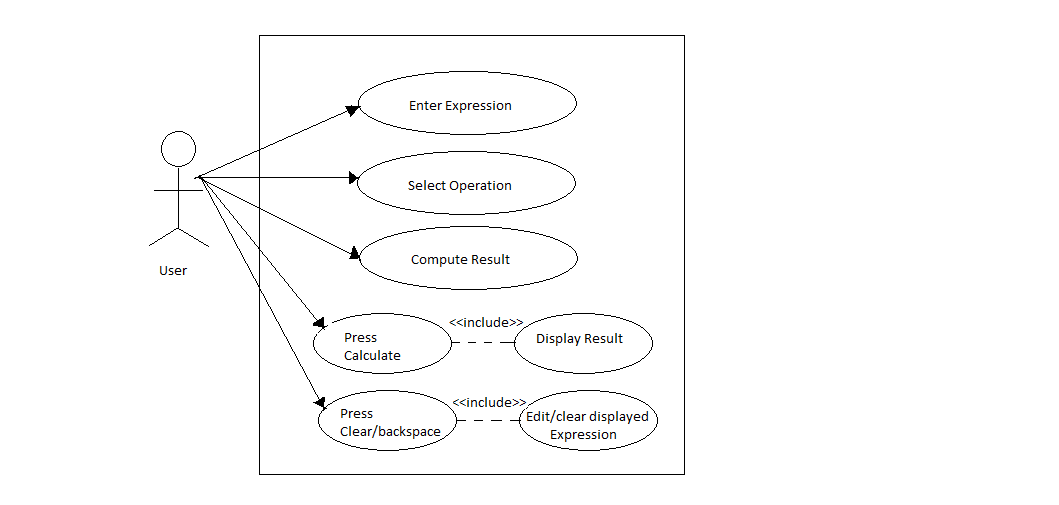 Enter Expression
Select Operation
Compute Result
User
<<include>>
Press
Calculate
Display Result
<<include>>
Press
Clear/backspace
Edit/clear displayed
Expression